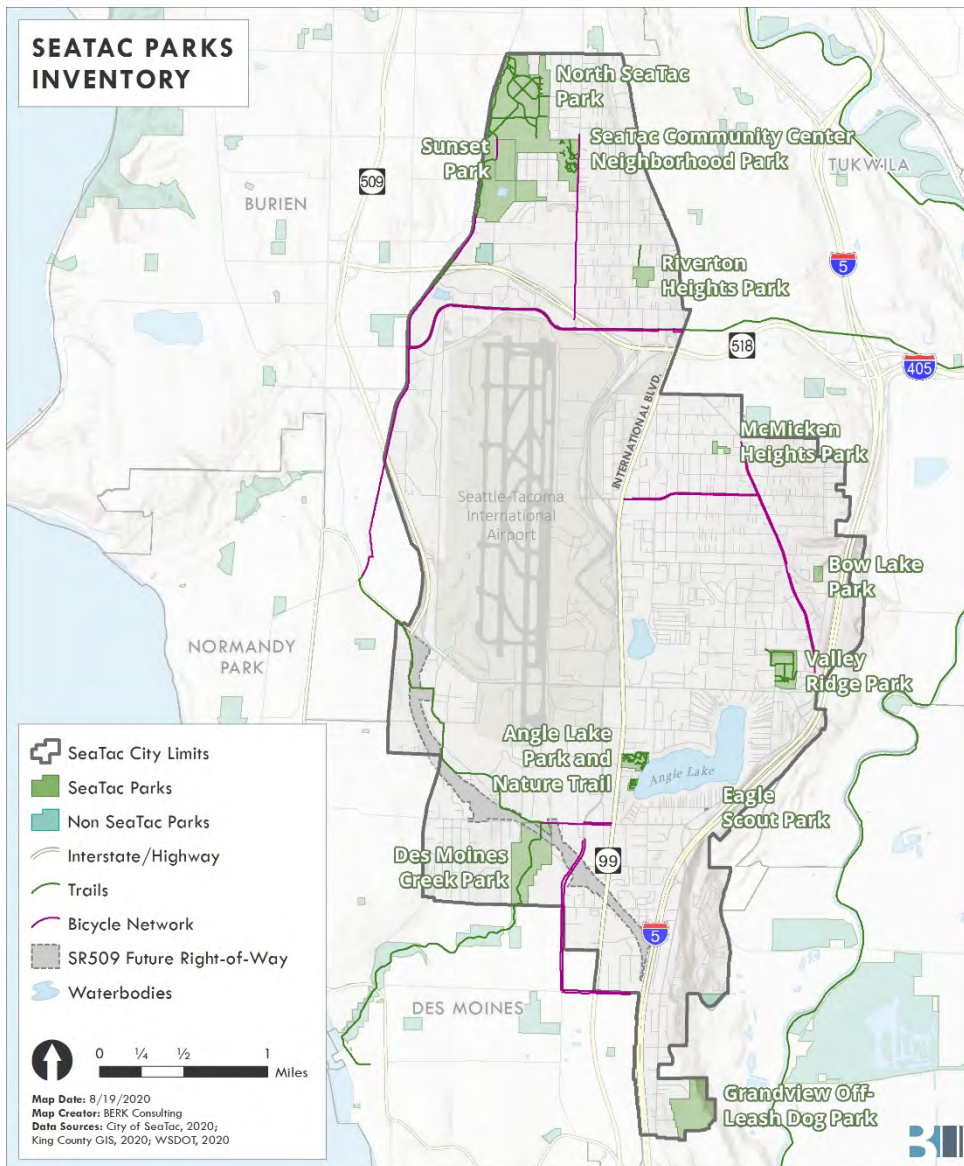 SEATAC PARKS
INVENTORY
North SeaTac
Park
Sunset
Park
SeaTac Community Center
Neighborhood Park
TUKWILA
509
BURIEN
5
Riverton
Heights Park
518
405
INTERNATIONAL BLVD.
McMicken
Heights Park
Seattle-Tacoma
International
Airport
Bow Lake
Park
NORMANDY
PARK
Valley
Ridge Park
Angle Lake
Park and
Nature Trail
Angle Lake
Eagle
Scout Park
Des Moines
Creek Park
99
5
DES MOINES
Grandview Off-
Leash Dog Park
SeaTac City Limits
SeaTac Parks
Non SeaTac Parks
Interstate/Highway
Trails
Bicycle Network
SR509 Future Right-of-Way
Waterbodies
0 ¼ ½ 1
Miles
Map Date: 8/19/2020
Map Creator: BERK Consulting
Data Sources: City of SeaTac, 2020;
King County GIS, 2020; WSDOT, 2020